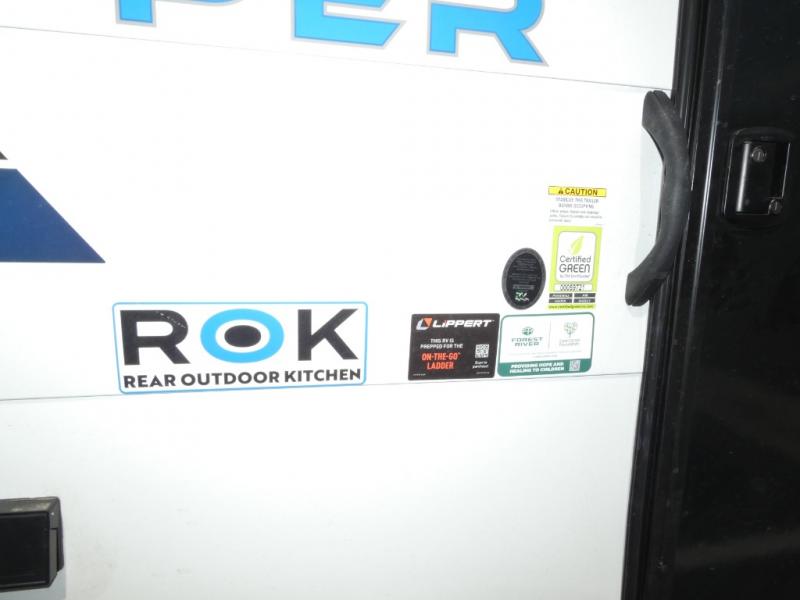 PER
CAUTION
Certified
GREEN
00059721
LIPPERT
THIS RV IS
PREPPED FOR THE
ON-THE-GO
LADDER
FOREST
RIVER
PROVIDING HOPE AND
HEALING TO CHILDREN
ROK
REAR OUTDOOR KITCHEN